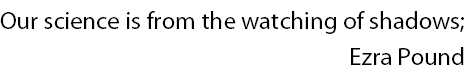 Our science is from the watching of shadows;
Ezra Pound